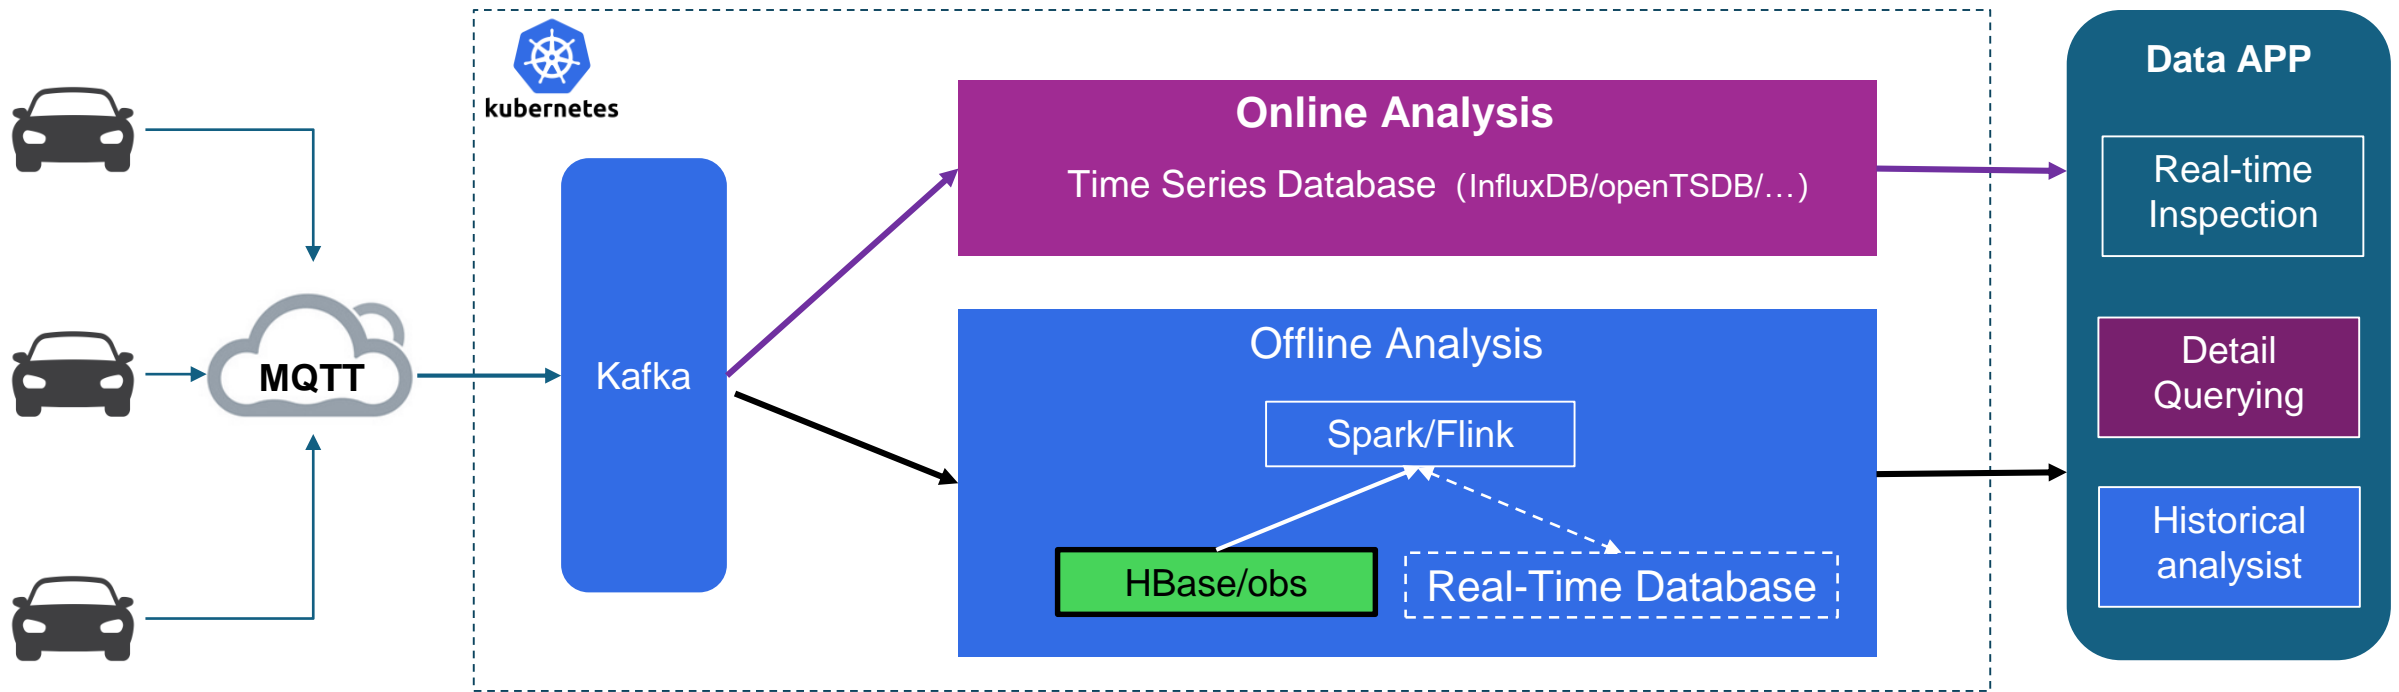 kubernetes
MQTT
Kafka
Online Analysis
Time Series Database（InfluxDB/openTSDB/…）
Offline Analysis
Spark/Flink
HBase/obs
Real-Time Database
Data APP
Real-time
Inspection
Detail
Querying
Historical
analysist